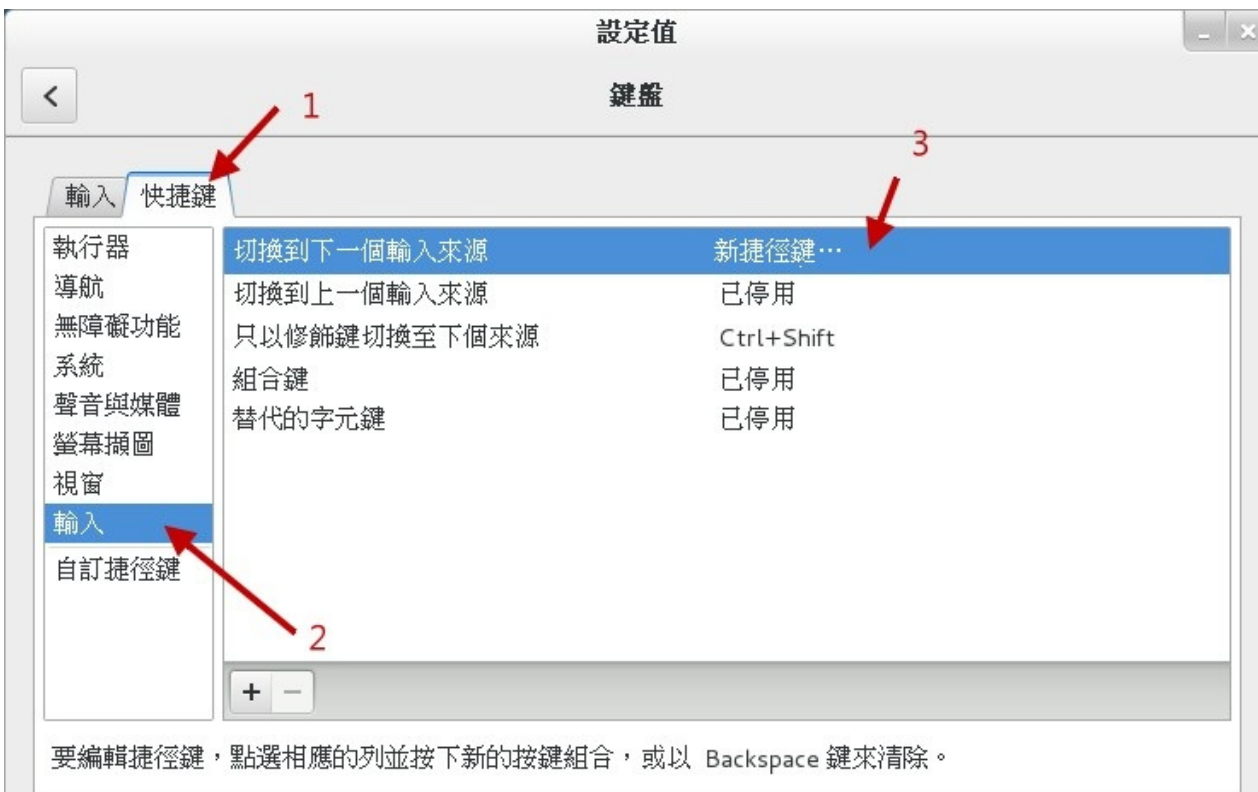 設定值
鍵盤
1
3
輸入 快捷鍵
執行器
導航
無障礙功能
系統
聲音與媒體
螢幕擷圖
視窗
輸入
自訂捷徑鍵
切換到下一個輸入來源 新捷徑鍵…
切換到上一個輸入來源 已停用
只以修飾鍵切換至下個來源 Ctrl+Shift
組合鍵 已停用
替代的字元鍵 已停用
2
+ −
要編輯捷徑鍵，點選相應的列並按下新的按鍵組合，或以 Backspace 鍵來清除。